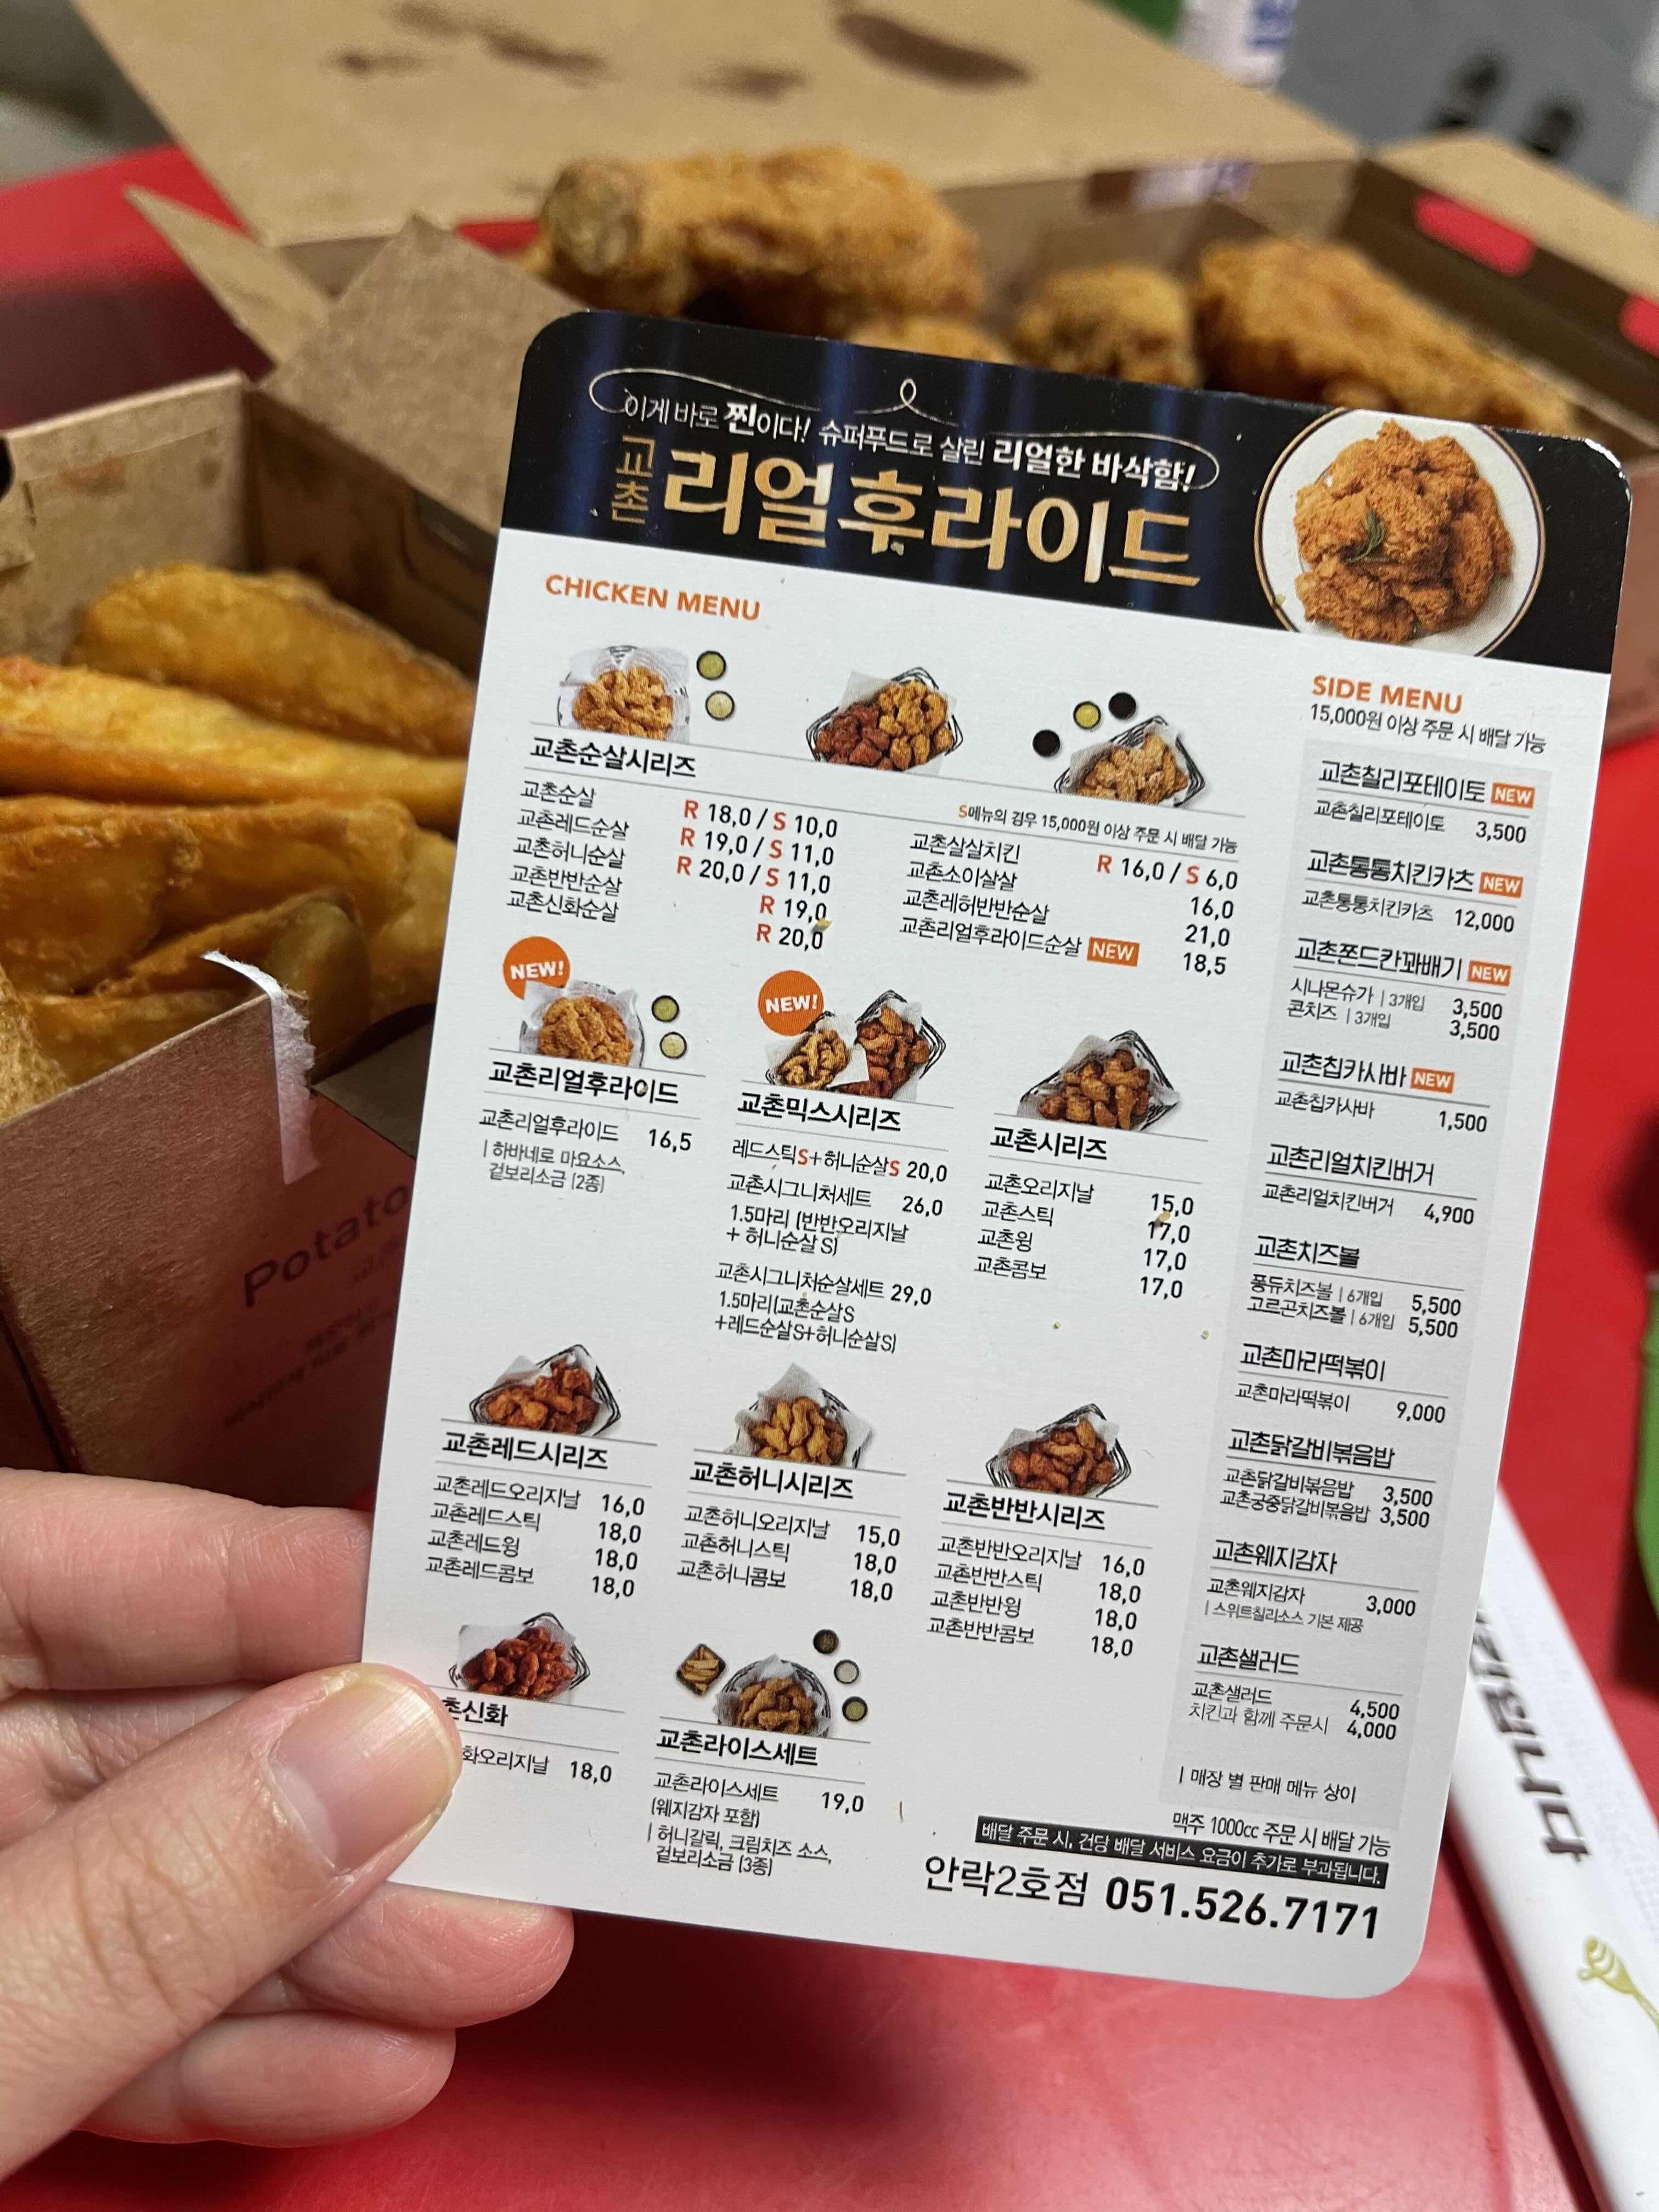 이게 바로 찐이다! 슈퍼푸드로 살린 리얼한 바삭함!
교촌 리얼후라이드
CHICKEN MENU
교촌순살시리즈
교촌순살 R 18,0 / S 10,0
교촌레드순살 R 19,0 / S 11,0
교촌허니순살 R 20,0 / S 11,0
교촌반반순살 R 19,0
교촌신화순살 R 20,0
S메뉴의 경우 15,000원 이상 주문 시 배달 가능
교촌살살치킨 R 16,0 / S 6,0
교촌소이살살 16,0
교촌레허반반순살 21,0
교촌리얼후라이드순살 NEW 18,5
NEW!
교촌리얼후라이드
교촌리얼후라이드 16,5
| 하바네로 마요소스,
겉보리소금 (2종)
NEW!
교촌믹스시리즈
레드스틱S+허니순살S 20,0
교촌시그니처세트 26,0
1.5마리 (반반오리지날
+ 허니순살 S)
교촌시그니처순살세트 29,0
1.5마리(교촌순살S
+레드순살S+허니순살S)
교촌시리즈
교촌오리지날 15,0
교촌스틱 17,0
교촌윙 17,0
교촌콤보 17,0
교촌레드시리즈
교촌레드오리지날 16,0
교촌레드스틱 18,0
교촌레드윙 18,0
교촌레드콤보 18,0
교촌허니시리즈
교촌허니오리지날 15,0
교촌허니스틱 18,0
교촌허니콤보 18,0
교촌반반시리즈
교촌반반오리지날 16,0
교촌반반스틱 18,0
교촌반반윙 18,0
교촌반반콤보 18,0
촌신화
화오리지날 18,0
교촌라이스세트
교촌라이스세트 19,0
(웨지감자 포함)
| 허니갈릭, 크림치즈 소스,
겉보리소금 (3종)
SIDE MENU
15,000원 이상 주문 시 배달 가능
교촌칠리포테이토 NEW
교촌칠리포테이토 3,500
교촌통통치킨카츠 NEW
교촌통통치킨카츠 12,000
교촌쫀드칸꽈배기 NEW
시나몬슈가 | 3개입 3,500
콘치즈 | 3개입 3,500
교촌칩카사바 NEW
교촌칩카사바 1,500
교촌리얼치킨버거
교촌리얼치킨버거 4,900
교촌치즈볼
퐁듀치즈볼 | 6개입 5,500
고르곤치즈볼 | 6개입 5,500
교촌마라떡볶이
교촌마라떡볶이 9,000
교촌닭갈비볶음밥
교촌닭갈비볶음밥 3,500
교촌궁중닭갈비볶음밥 3,500
교촌웨지감자
교촌웨지감자 3,000
| 스위트칠리소스 기본 제공
교촌샐러드
교촌샐러드 4,500
치킨과 함께 주문시 4,000
| 매장 별 판매 메뉴 상이
맥주 1000cc 주문 시 배달 가능
배달 주문 시, 건당 배달 서비스 요금이 추가로 부과됩니다.
안락2호점 051.526.7171
Potato